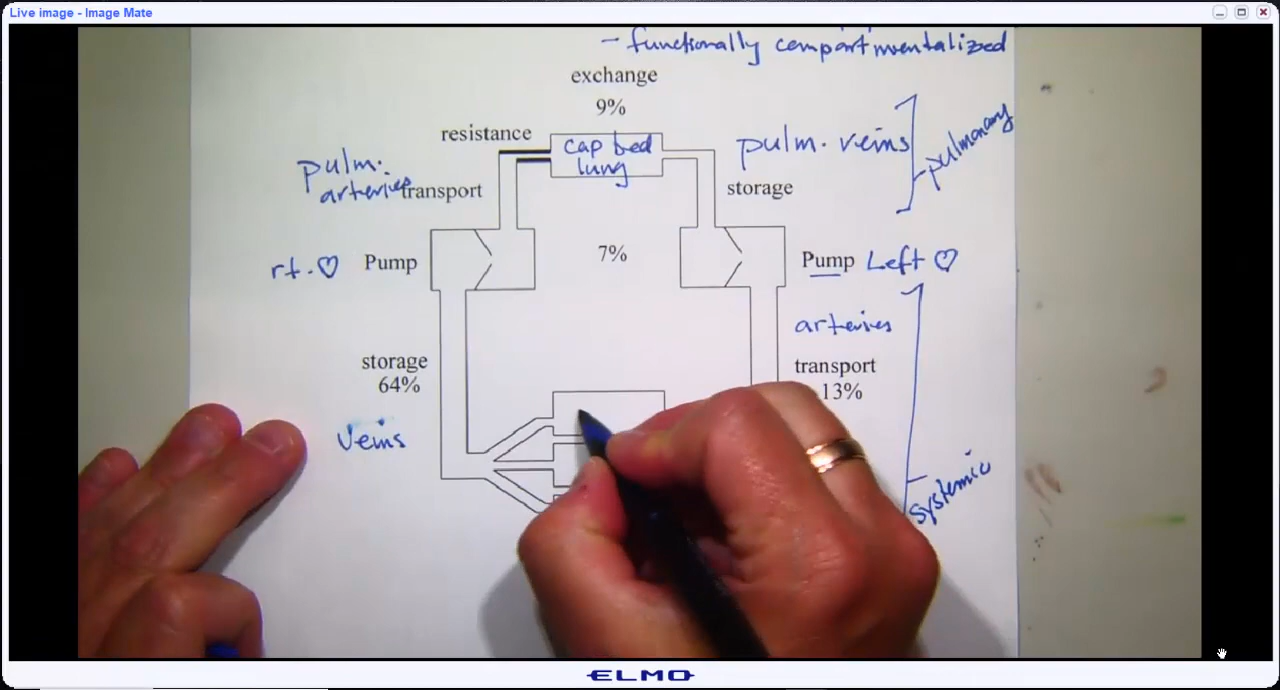 Live image - Image Mate
- functionally compartmentalized
exchange
9%
resistance
cap bed
lung
pulm. veins
pulmonary
pulm.
arteries
transport
storage
rt. ♡
Pump
7%
Pump
Left ♡
arteries
storage
64%
transport
13%
veins
systemic
ELMO